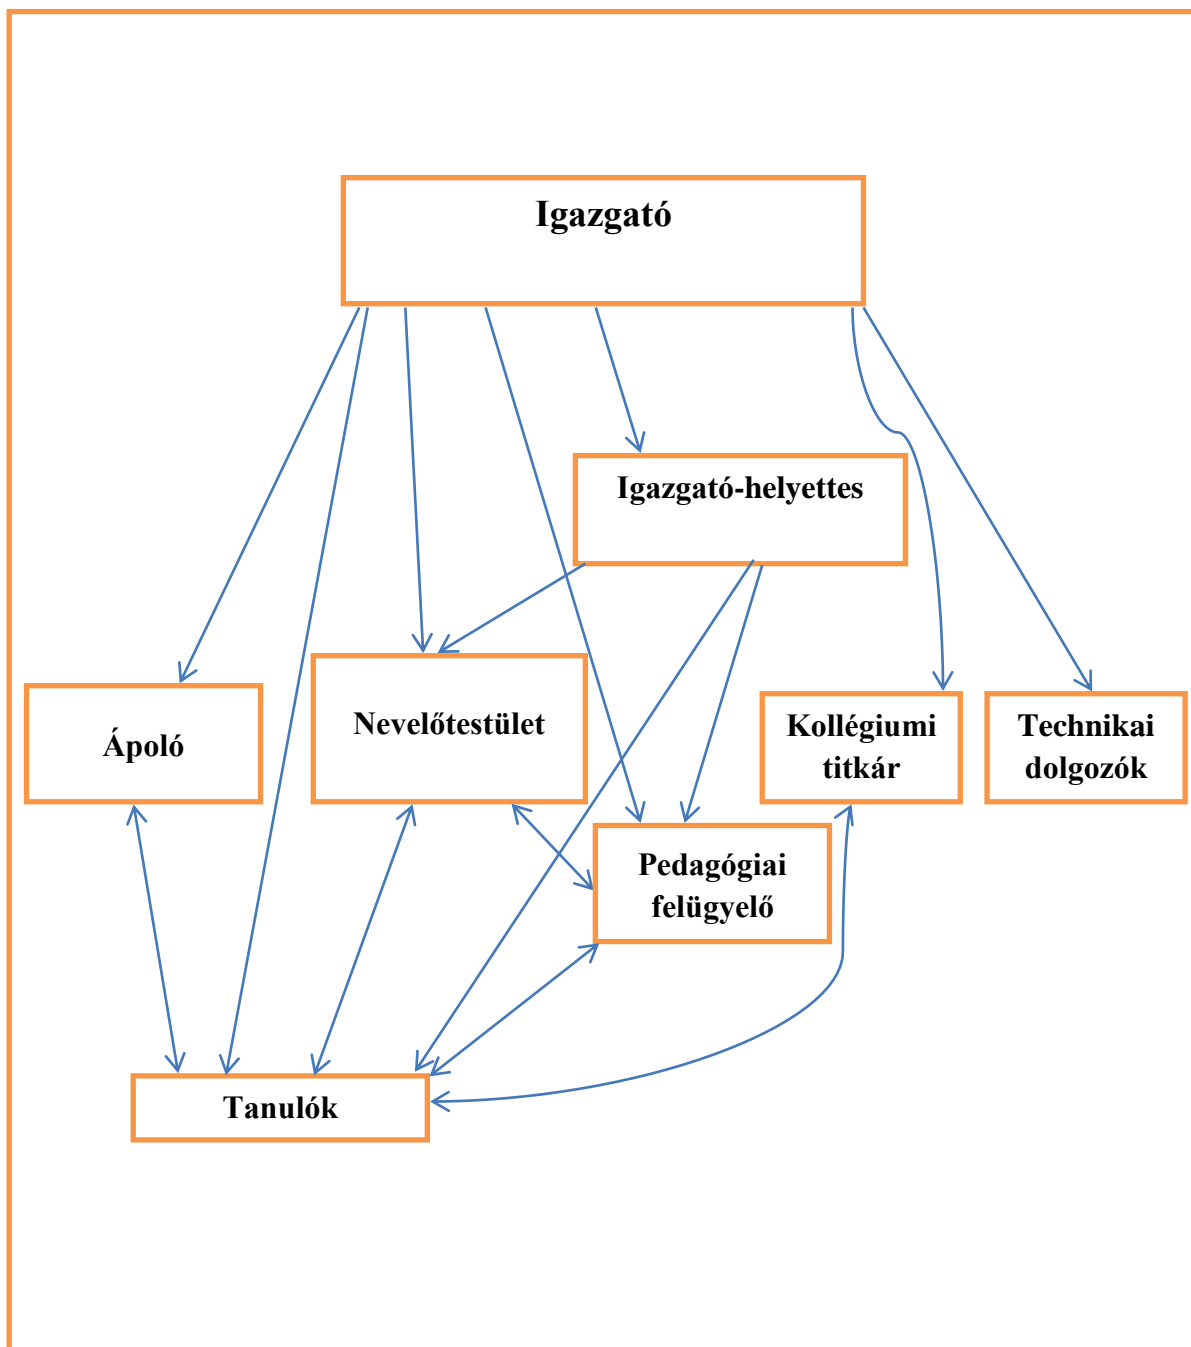 Igazgató
Igazgató-helyettes
Ápoló
Nevelőtestület
Kollégiumi
titkár
Technikai
dolgozók
Pedagógiai
felügyelő
Tanulók